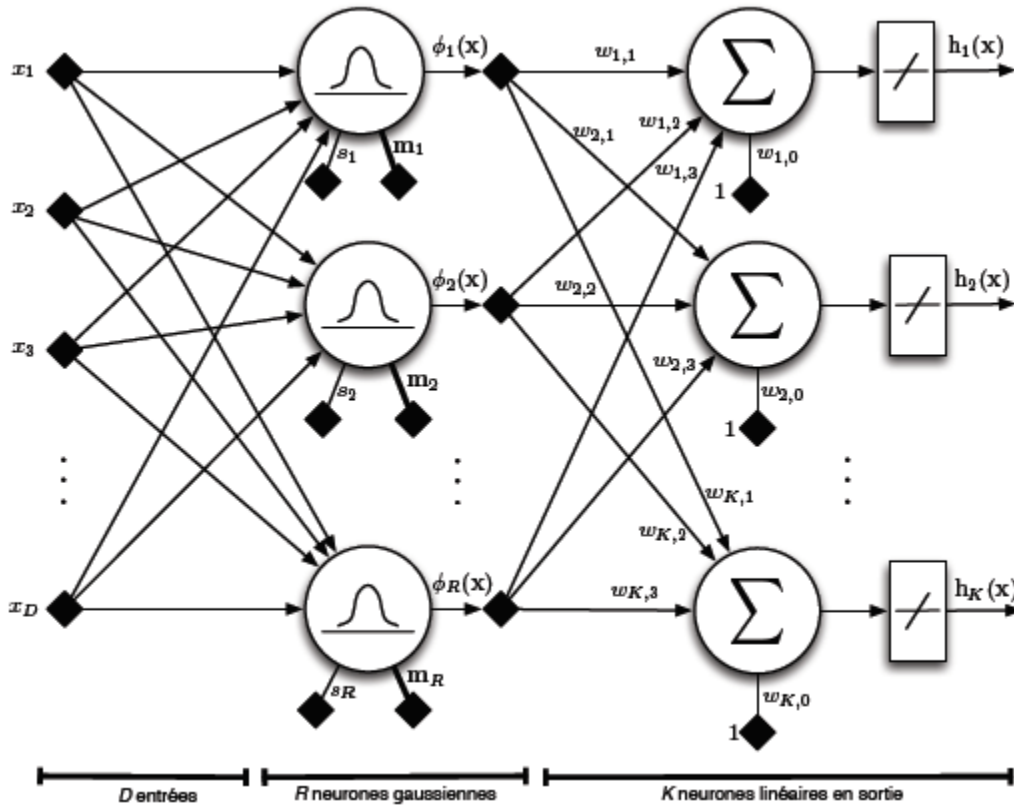 x1 ϕ1(x) w1,1 h1(x)
s1 m1 w2,1 w1,2 w1,0
w1,3 1
x2
ϕ2(x) w2,2 h2(x)
x3
s2 m2 w2,3 w2,0
1
⋮ ⋮ ⋮
wK,1
wK,2
xD ϕR(x) wK,3 hK(x)
sR mR wK,0
1
D entrées R neurones gaussiennes K neurones linéaires en sortie